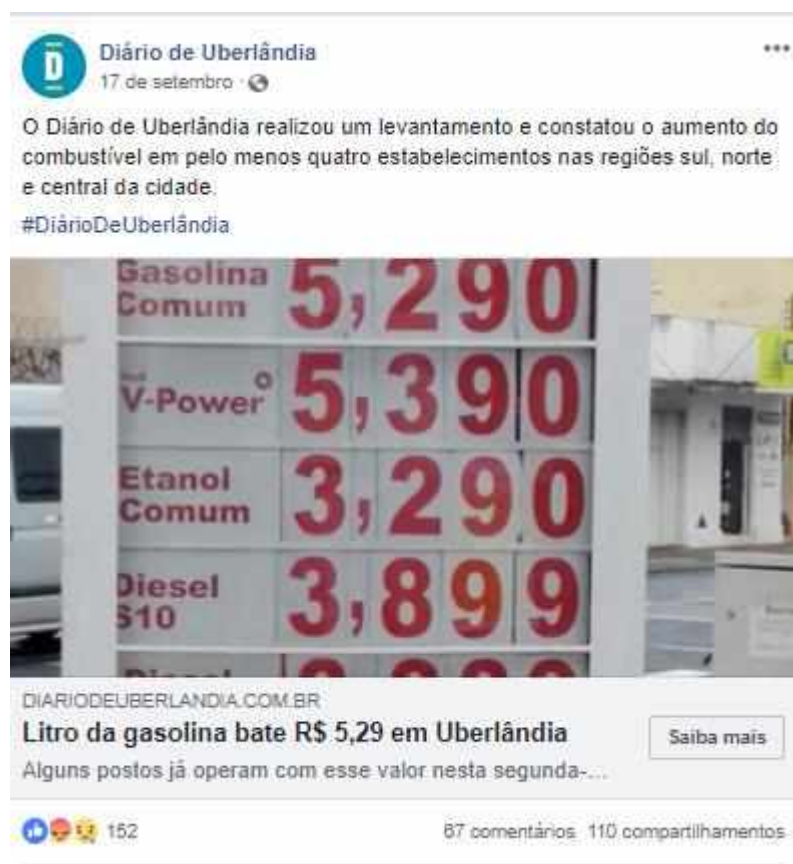 Diário de Uberlândia
17 de setembro
O Diário de Uberlândia realizou um levantamento e constatou o aumento do
combustível em pelo menos quatro estabelecimentos nas regiões sul, norte
e central da cidade.
#DiárioDeUberlândia
Gasolina
Comum 5,290
V-Power 5,390
Etanol
Comum 3,290
Diesel
S10 3,899
DIARIODEUBERLANDIA.COM.BR
Litro da gasolina bate R$ 5,29 em Uberlândia
Saiba mais
Alguns postos já operam com esse valor nesta segunda-...
152
67 comentários 110 compartilhamentos